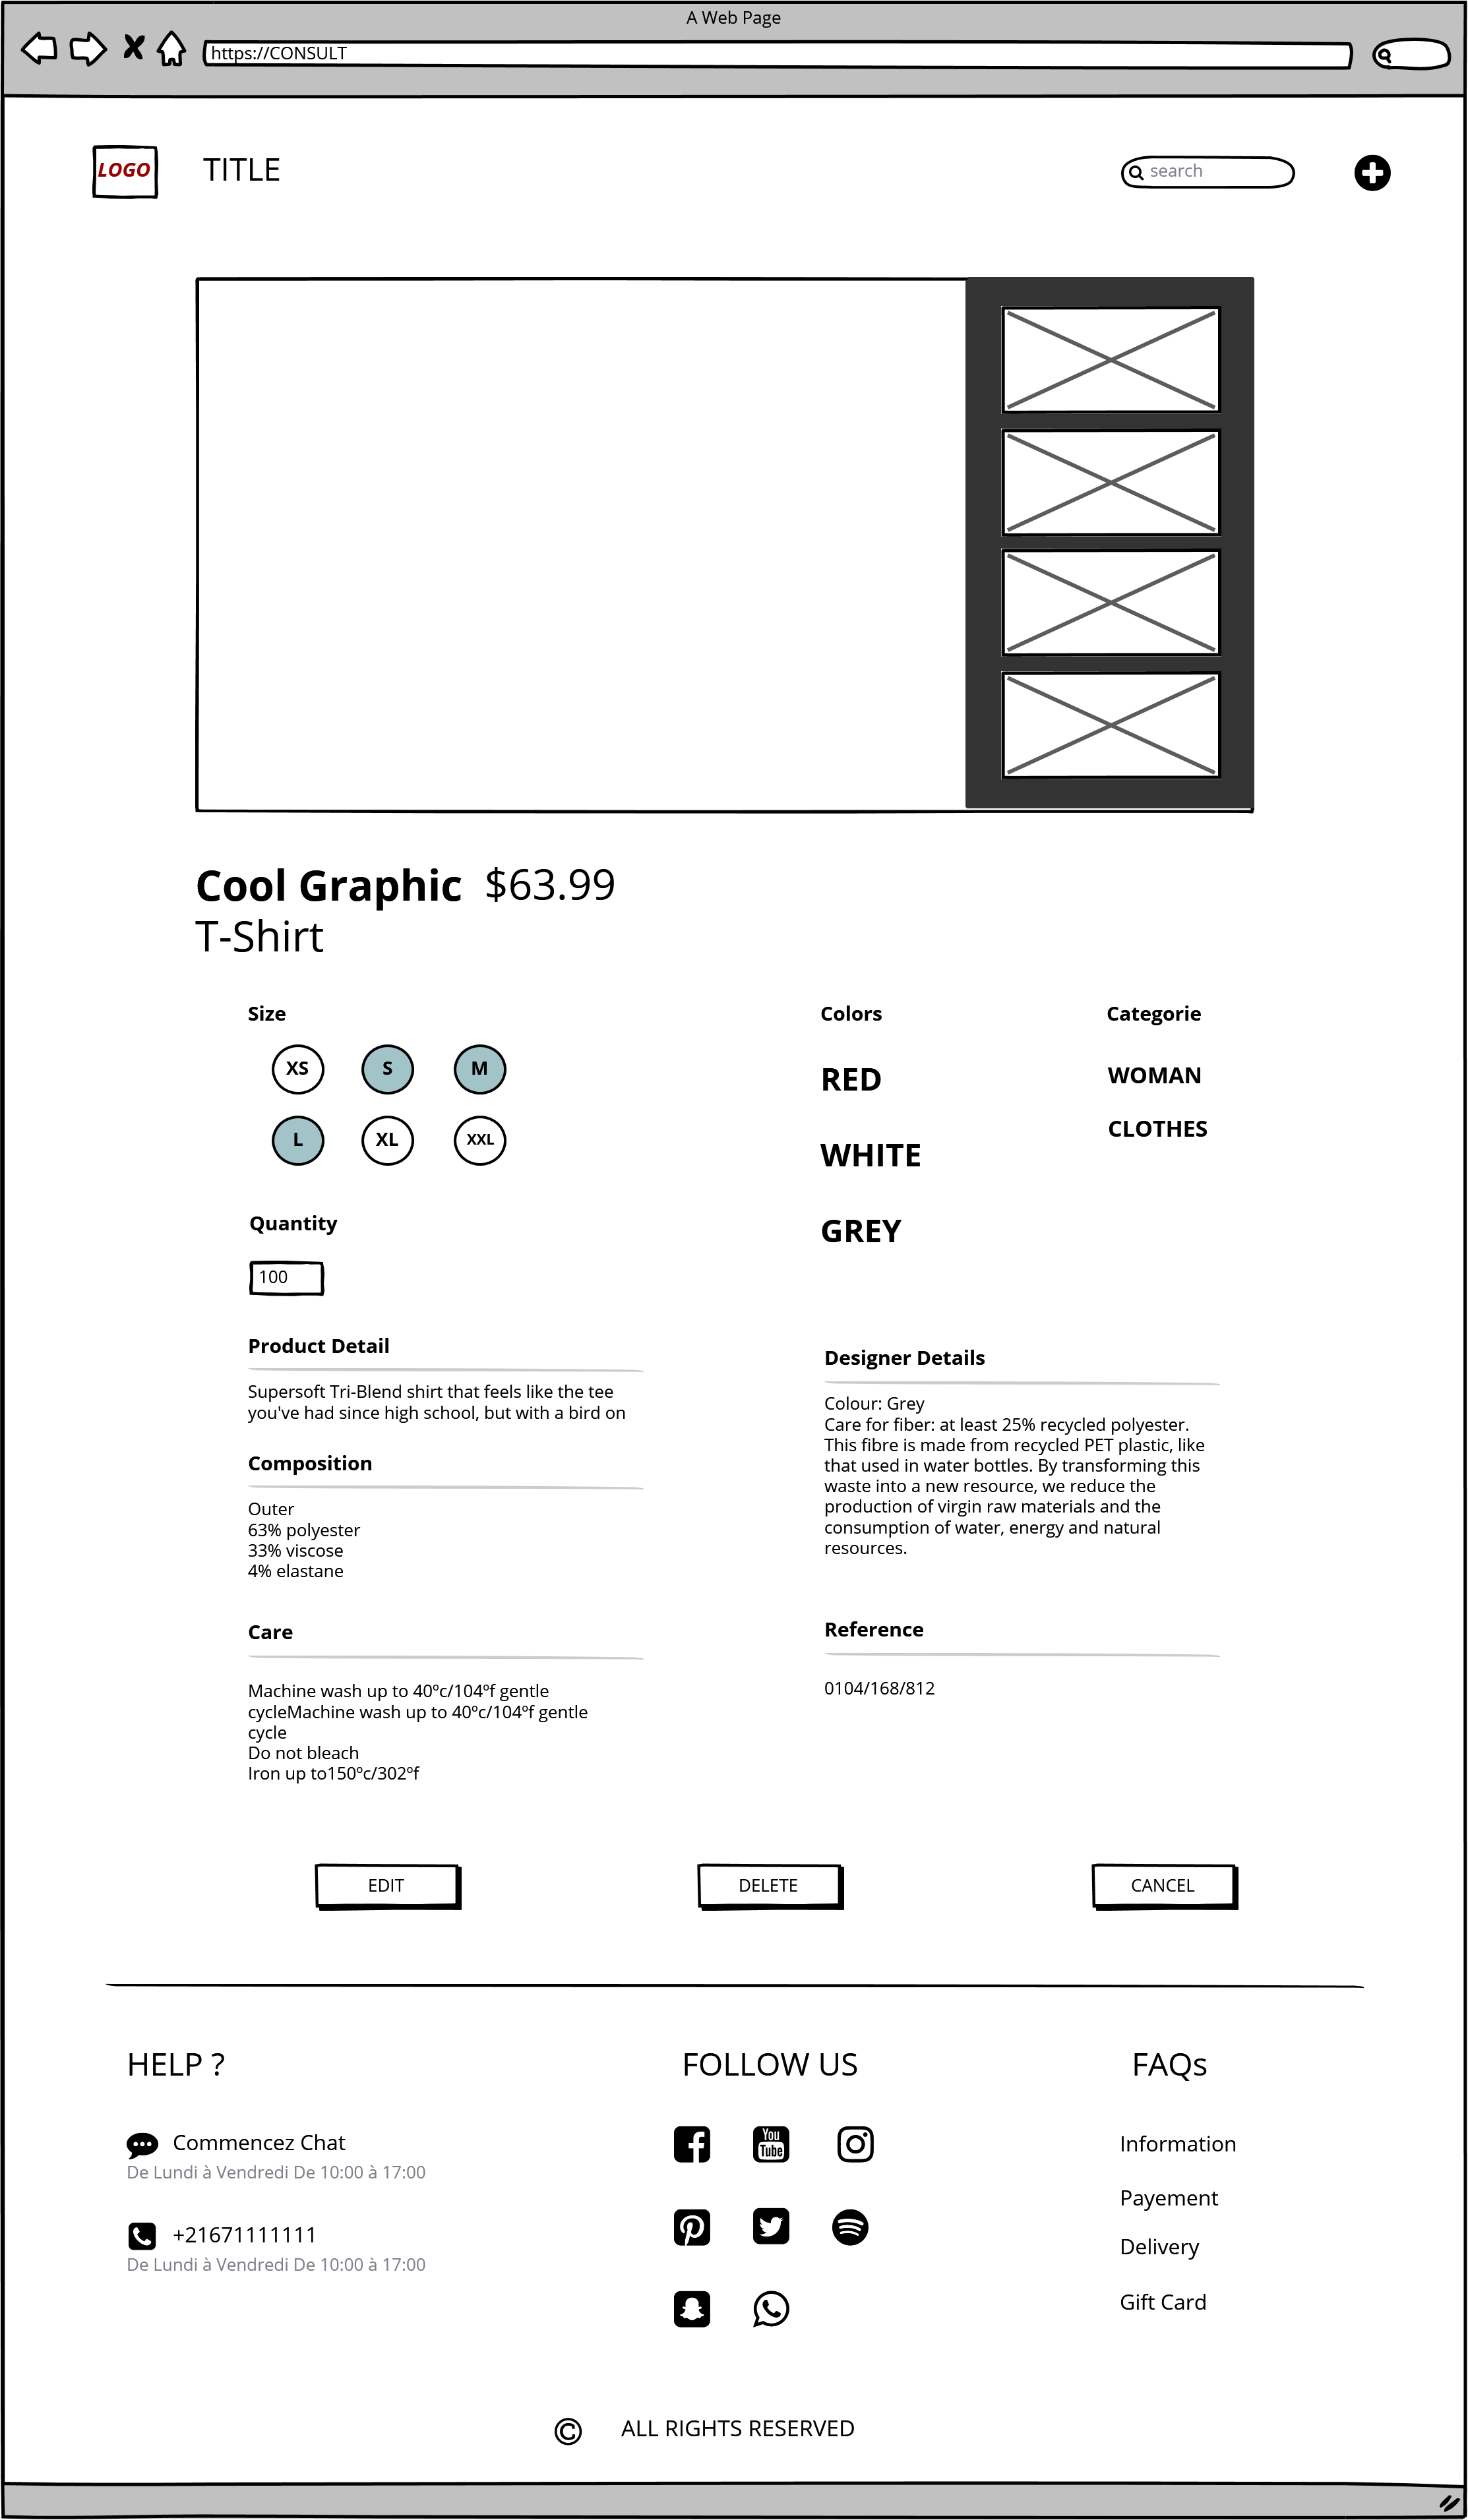 A Web Page
https://CONSULT
LOGO
TITLE
search
Cool Graphic $63.99
T-Shirt
Size
XS S M
L XL XXL
Quantity
100
Colors
RED
WHITE
GREY
Categorie
WOMAN
CLOTHES
Product Detail
Supersoft Tri-Blend shirt that feels like the tee
you've had since high school, but with a bird on
Composition
Outer
63% polyester
33% viscose
4% elastane
Care
Machine wash up to 40ºc/104ºf gentle
cycleMachine wash up to 40ºc/104ºf gentle
cycle
Do not bleach
Iron up to150ºc/302ºf
Designer Details
Colour: Grey
Care for fiber: at least 25% recycled polyester.
This fibre is made from recycled PET plastic, like
that used in water bottles. By transforming this
waste into a new resource, we reduce the
production of virgin raw materials and the
consumption of water, energy and natural
resources.
Reference
0104/168/812
EDIT DELETE CANCEL
HELP ?
Commencez Chat
De Lundi à Vendredi De 10:00 à 17:00
+21671111111
De Lundi à Vendredi De 10:00 à 17:00
FOLLOW US
You
Tube
FAQs
Information
Payement
Delivery
Gift Card
© ALL RIGHTS RESERVED